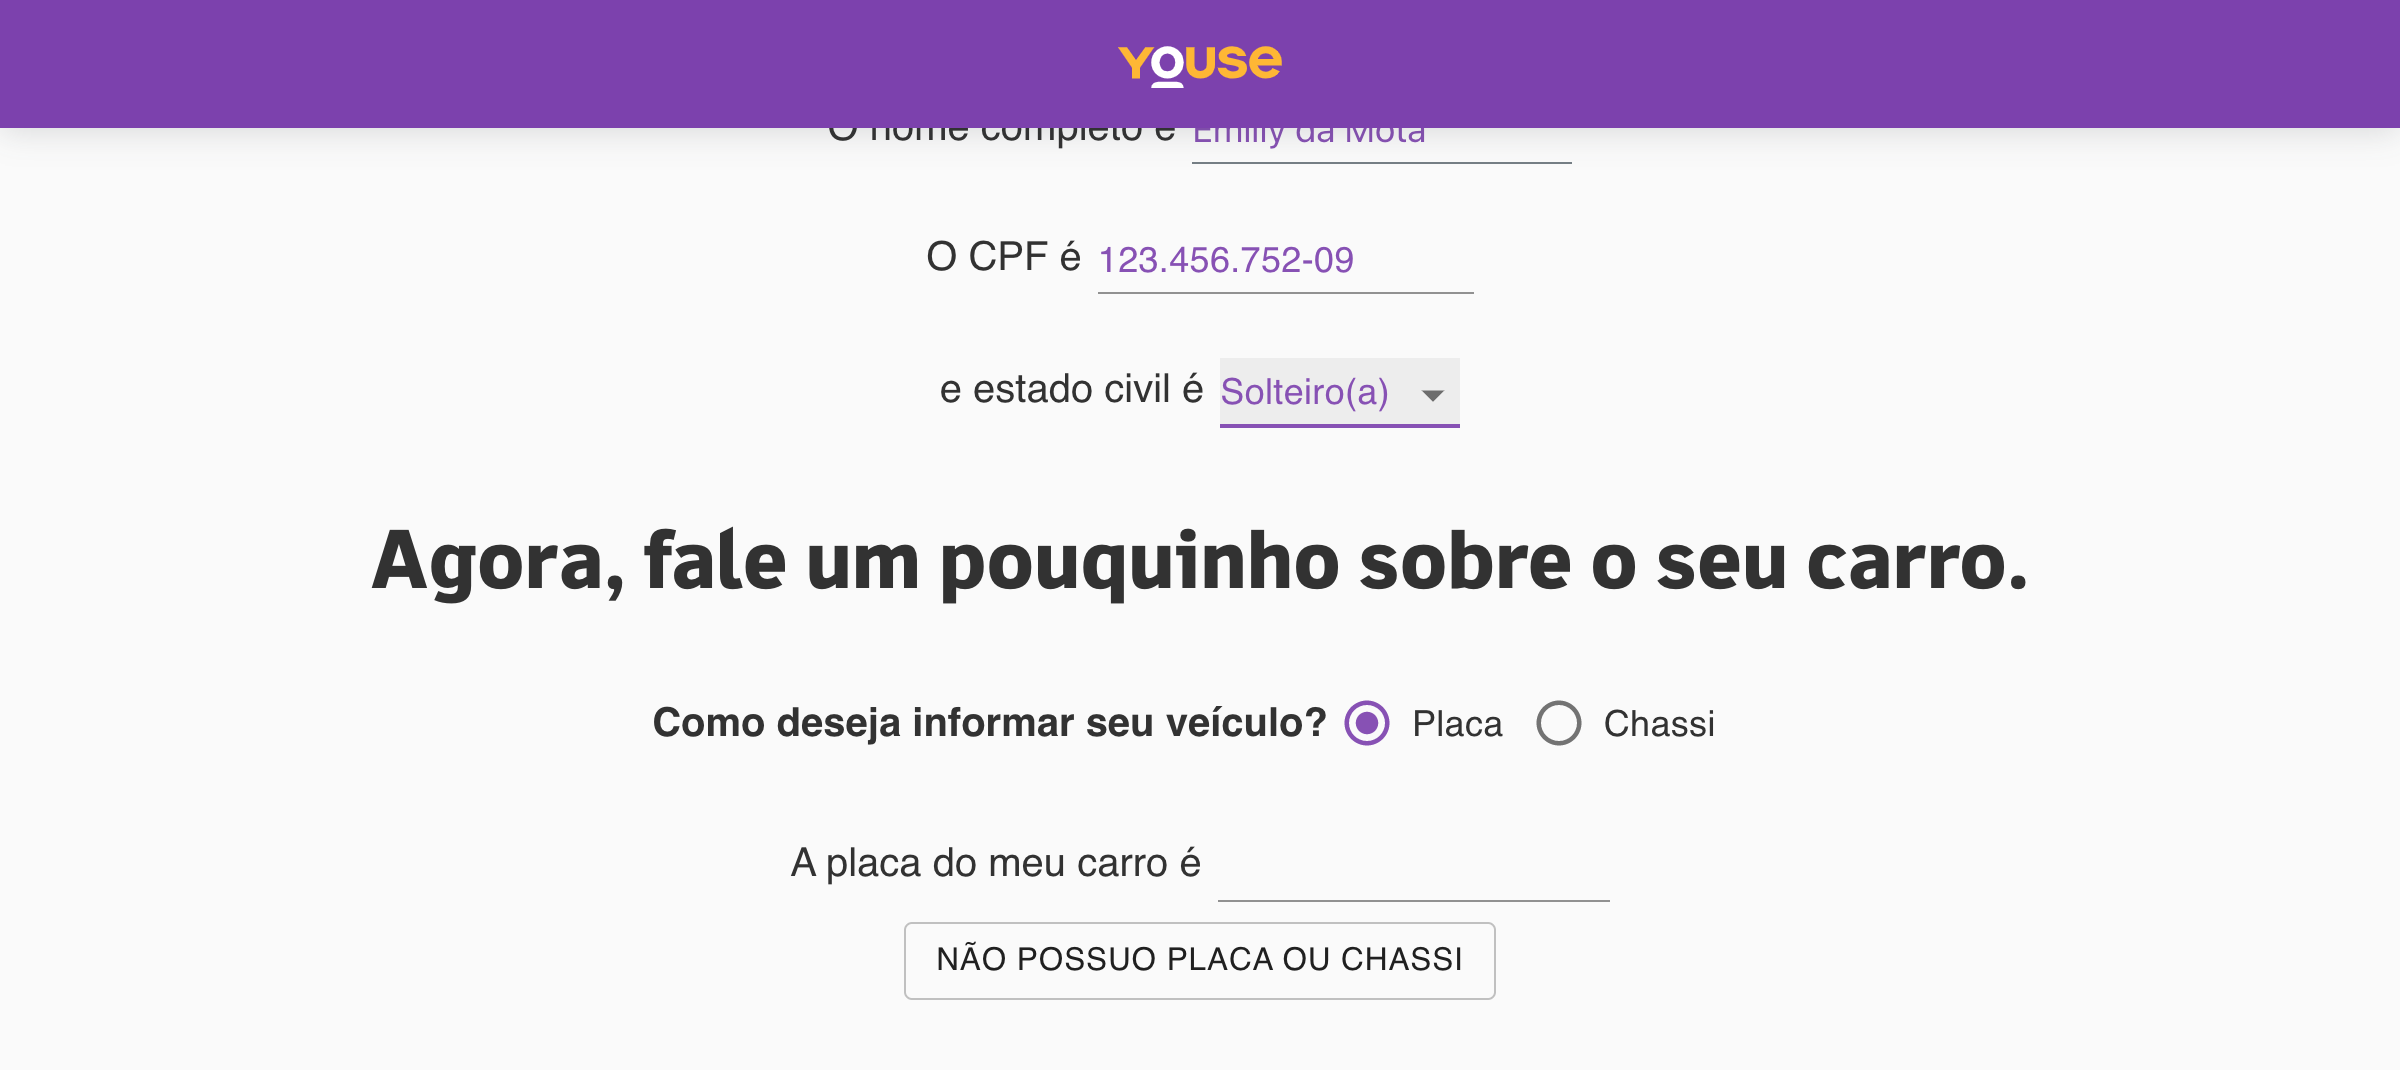 YOUSE
O nome completo é Emilly da Mota
O CPF é 123.456.752-09
e estado civil é Solteiro(a)
Agora, fale um pouquinho sobre o seu carro.
Como deseja informar seu veículo? Placa Chassi
A placa do meu carro é
NÃO POSSUO PLACA OU CHASSI